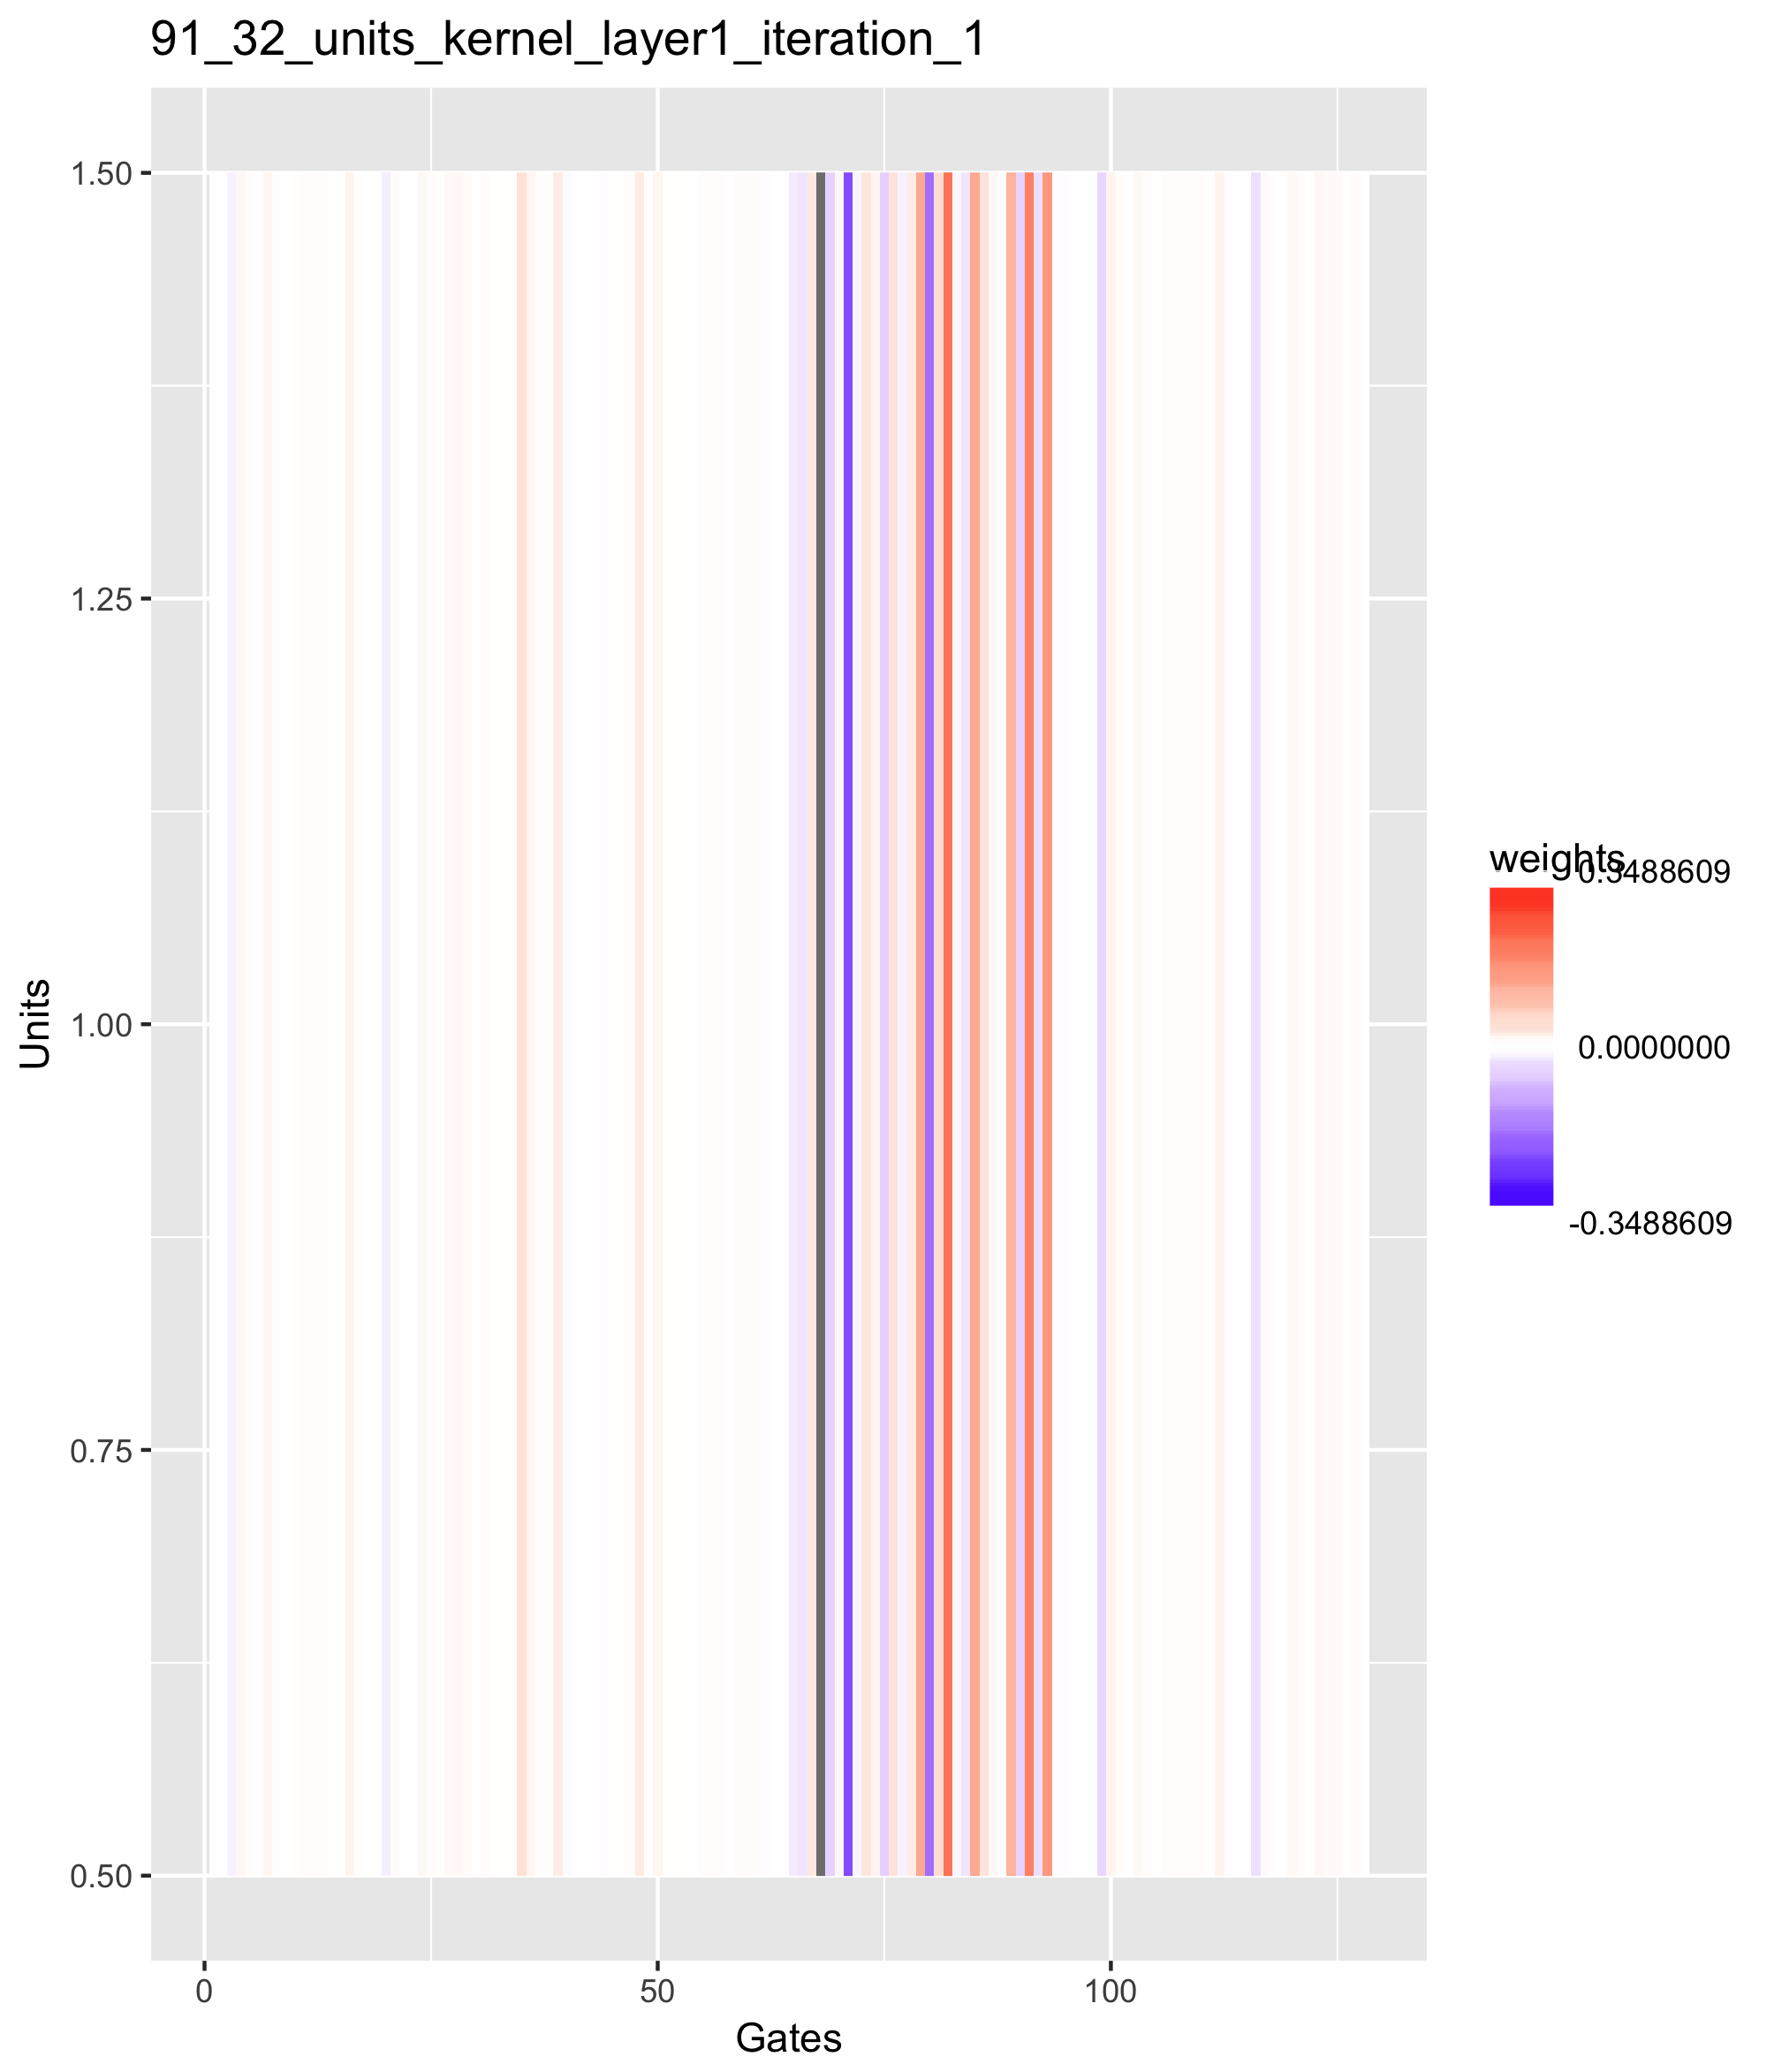 91_32_units_kernel_layer1_iteration_1
1.50
1.25
1.00
0.75
0.50
Units
0
50
100
Gates
weights
0.3488609
0.0000000
-0.3488609